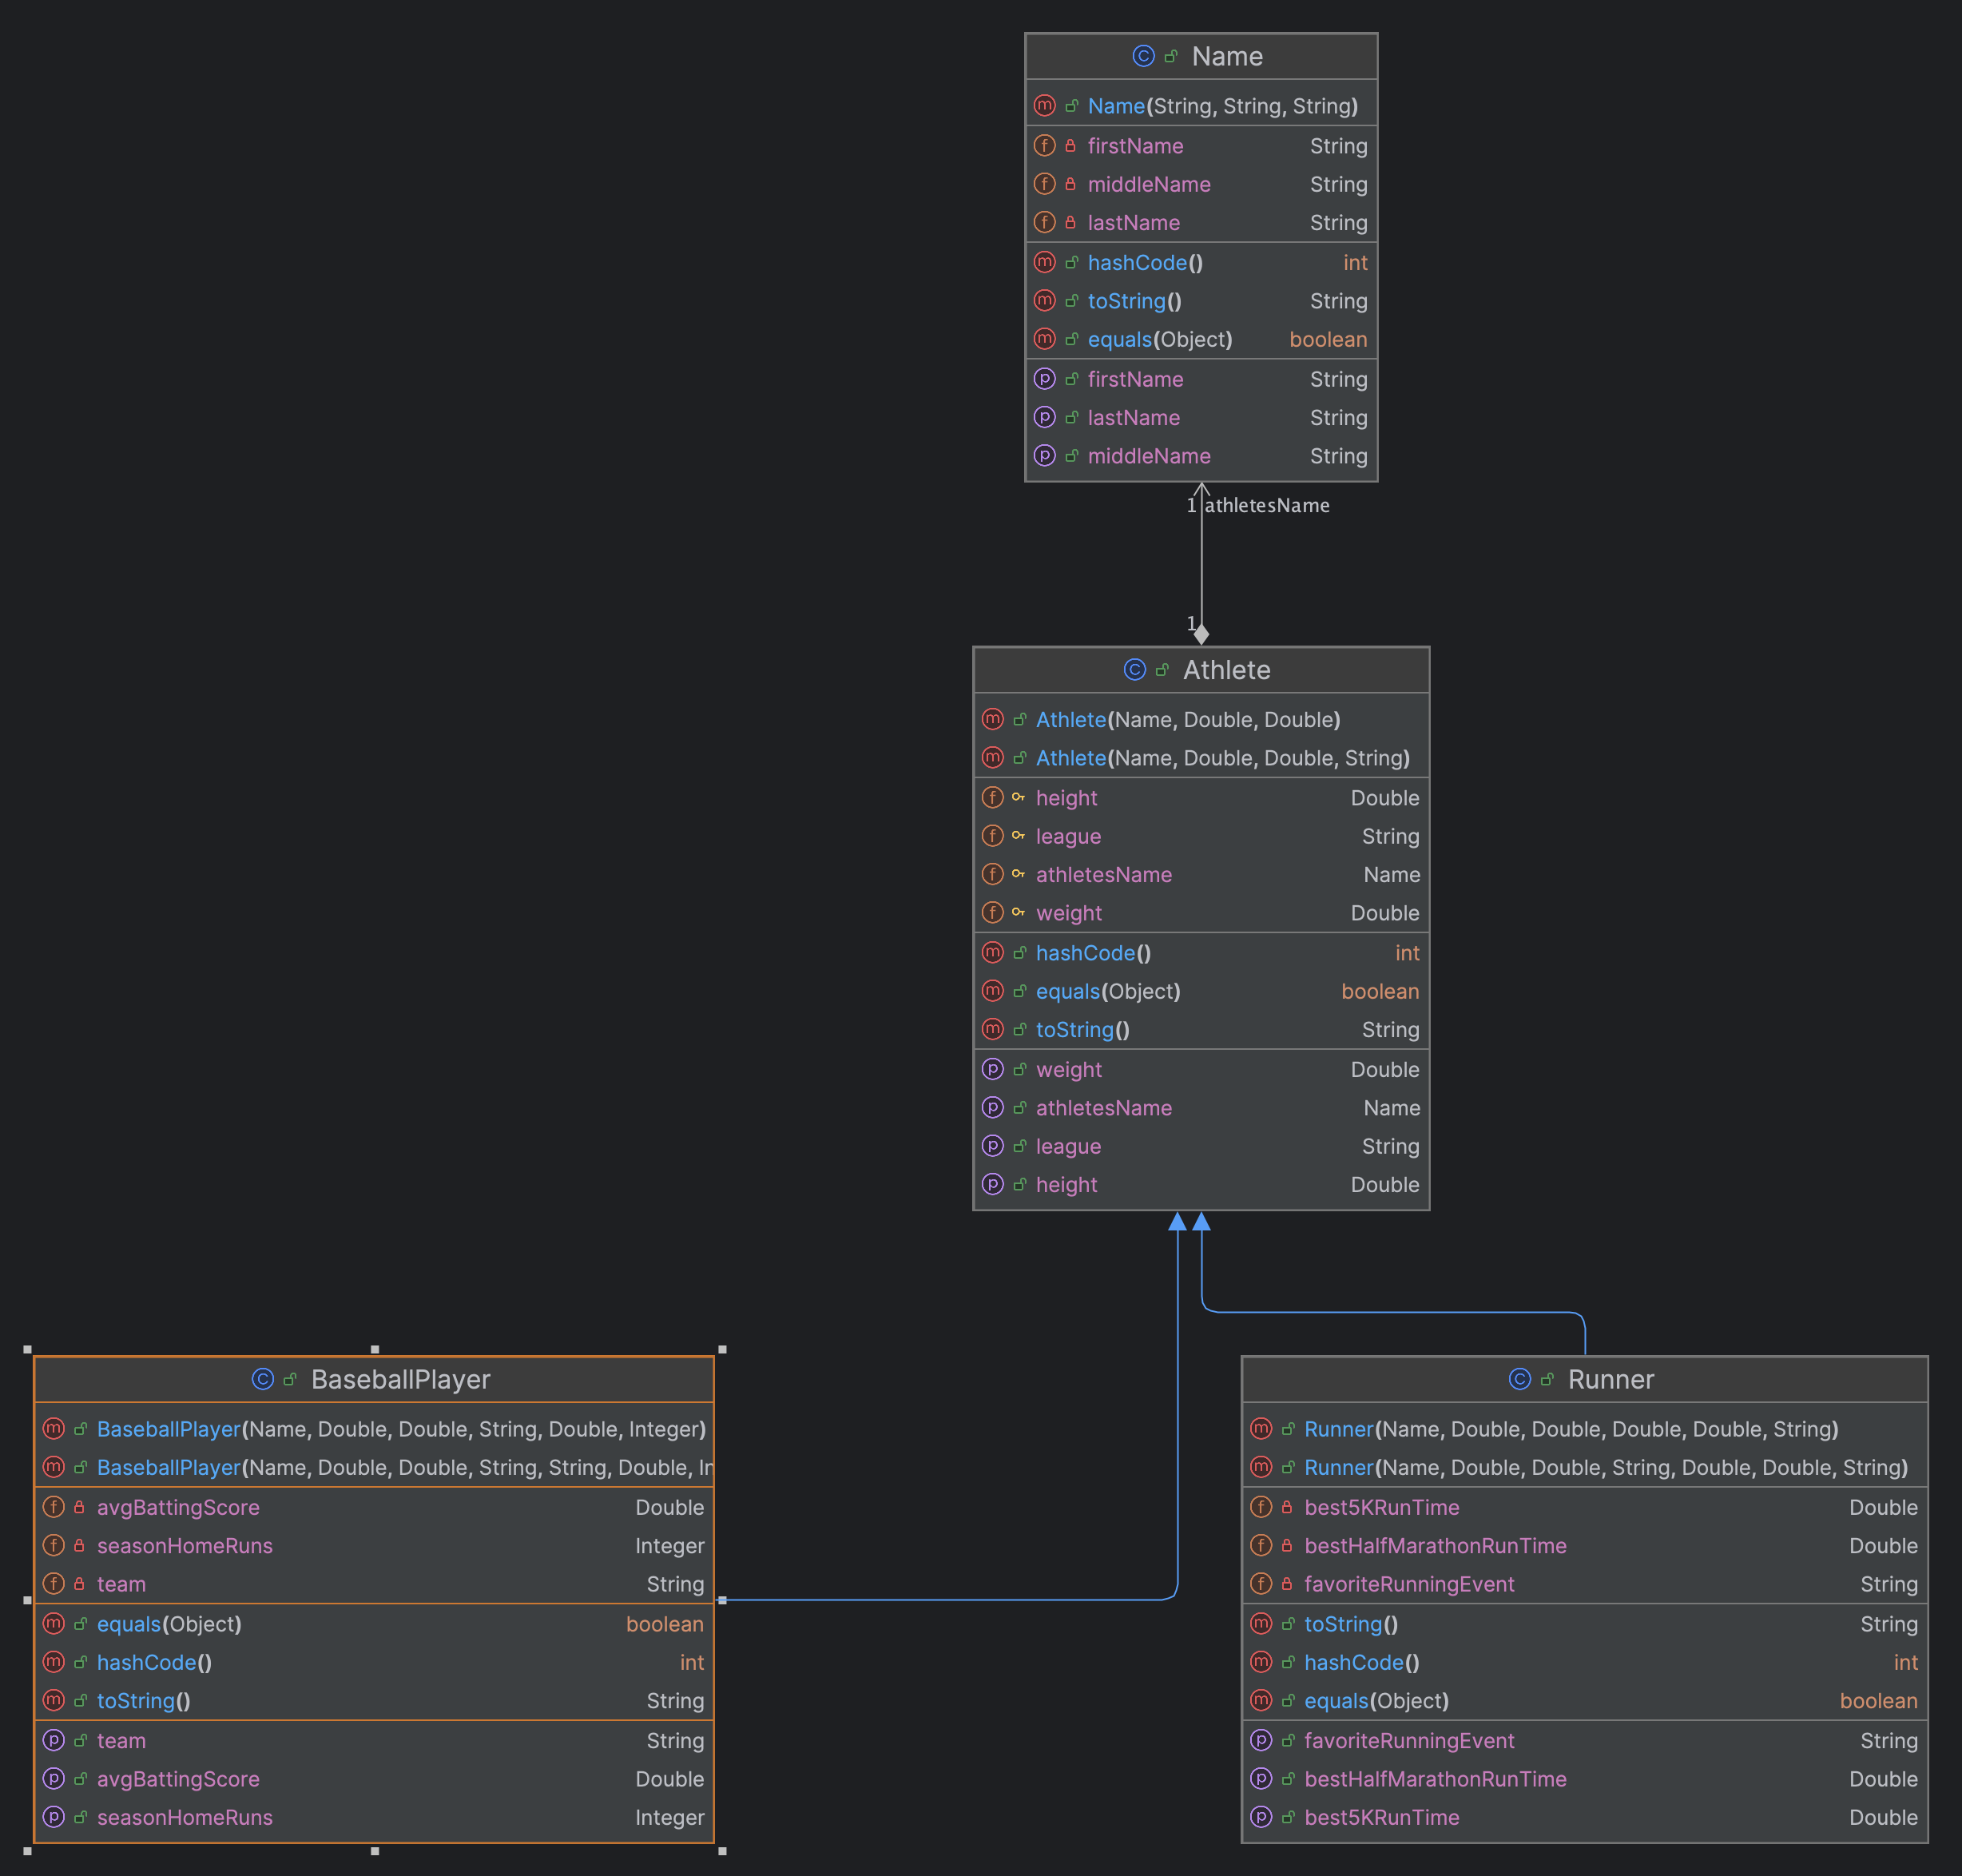 Name
Name(String, String, String)
firstName String
middleName String
lastName String
hashCode() int
toString() String
equals(Object) boolean
firstName String
lastName String
middleName String
1 athletesName
1
Athlete
Athlete(Name, Double, Double)
Athlete(Name, Double, Double, String)
height Double
league String
athletesName Name
weight Double
hashCode() int
equals(Object) boolean
toString() String
weight Double
athletesName Name
league String
height Double
BaseballPlayer
BaseballPlayer(Name, Double, Double, String, Double, Integer)
BaseballPlayer(Name, Double, Double, String, String, Double, In
avgBattingScore Double
seasonHomeRuns Integer
team String
equals(Object) boolean
hashCode() int
toString() String
team String
avgBattingScore Double
seasonHomeRuns Integer
Runner
Runner(Name, Double, Double, Double, Double, String)
Runner(Name, Double, Double, String, Double, Double, String)
best5KRunTime Double
bestHalfMarathonRunTime Double
favoriteRunningEvent String
toString() String
hashCode() int
equals(Object) boolean
favoriteRunningEvent String
bestHalfMarathonRunTime Double
best5KRunTime Double